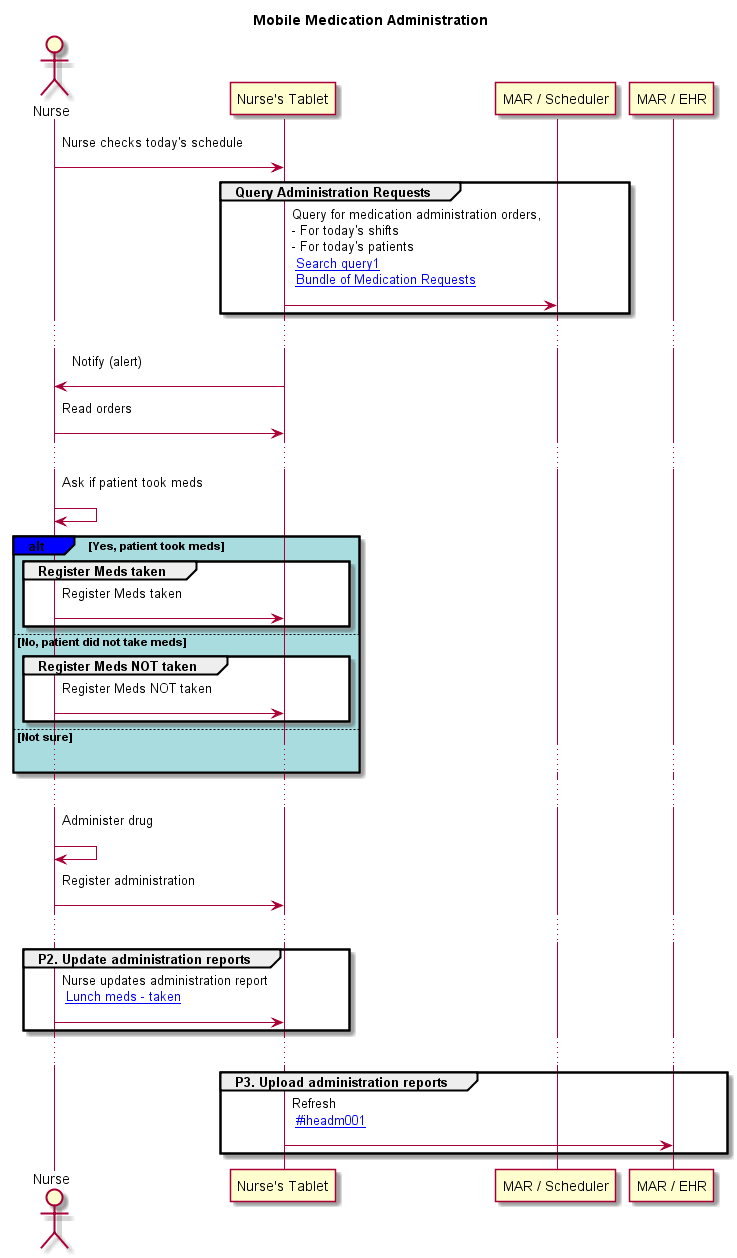 Mobile Medication Administration
Nurse
Nurse's Tablet
MAR / Scheduler
MAR / EHR
Nurse checks today's schedule
Query Administration Requests
Query for medication administration orders,
- For today's shifts
- For today's patients
Search query1
Bundle of Medication Requests
Notify (alert)
Read orders
Ask if patient took meds
alt [Yes, patient took meds]
Register Meds taken
Register Meds taken
[No, patient did not take meds]
Register Meds NOT taken
Register Meds NOT taken
[Not sure]
Administer drug
Register administration
P2. Update administration reports
Nurse updates administration report
Lunch meds - taken
P3. Upload administration reports
Refresh
#iheadm001
Nurse
Nurse's Tablet
MAR / Scheduler
MAR / EHR